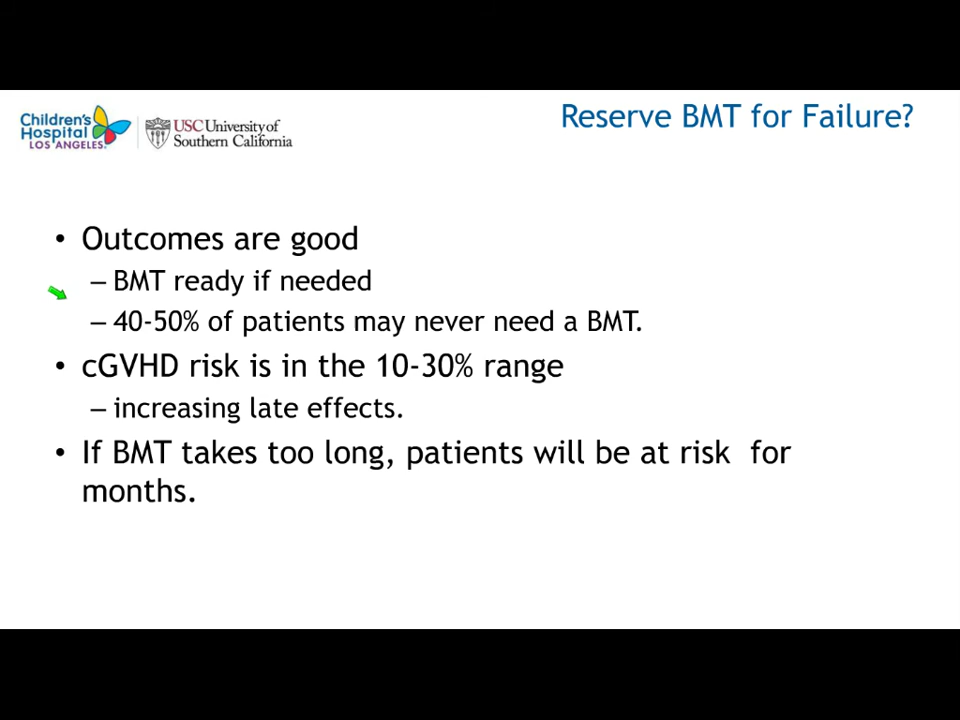 Children's
Hospital
LOS ANGELES.
USC University of
Southern California
Reserve BMT for Failure?
• Outcomes are good
– BMT ready if needed
– 40-50% of patients may never need a BMT.
• cGVHD risk is in the 10-30% range
– increasing late effects.
• If BMT takes too long, patients will be at risk  for
months.